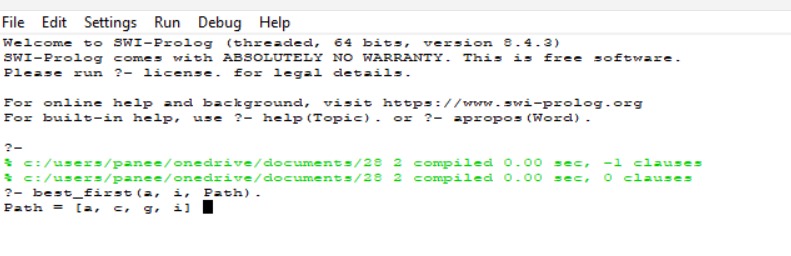 File Edit Settings Run Debug Help
Welcome to SWI-Prolog (threaded, 64 bits, version 8.4.3)
SWI-Prolog comes with ABSOLUTELY NO WARRANTY. This is free software.
Please run ?- license. for legal details.
For online help and background, visit https://www.swi-prolog.org
For built-in help, use ?- help(Topic). or ?- apropos(Word).
?-
% c:/users/panee/onedrive/documents/28 2 compiled 0.00 sec, -1 clauses
% c:/users/panee/onedrive/documents/28 2 compiled 0.00 sec, 0 clauses
?- best_first(a, i, Path).
Path = [a, c, g, i]